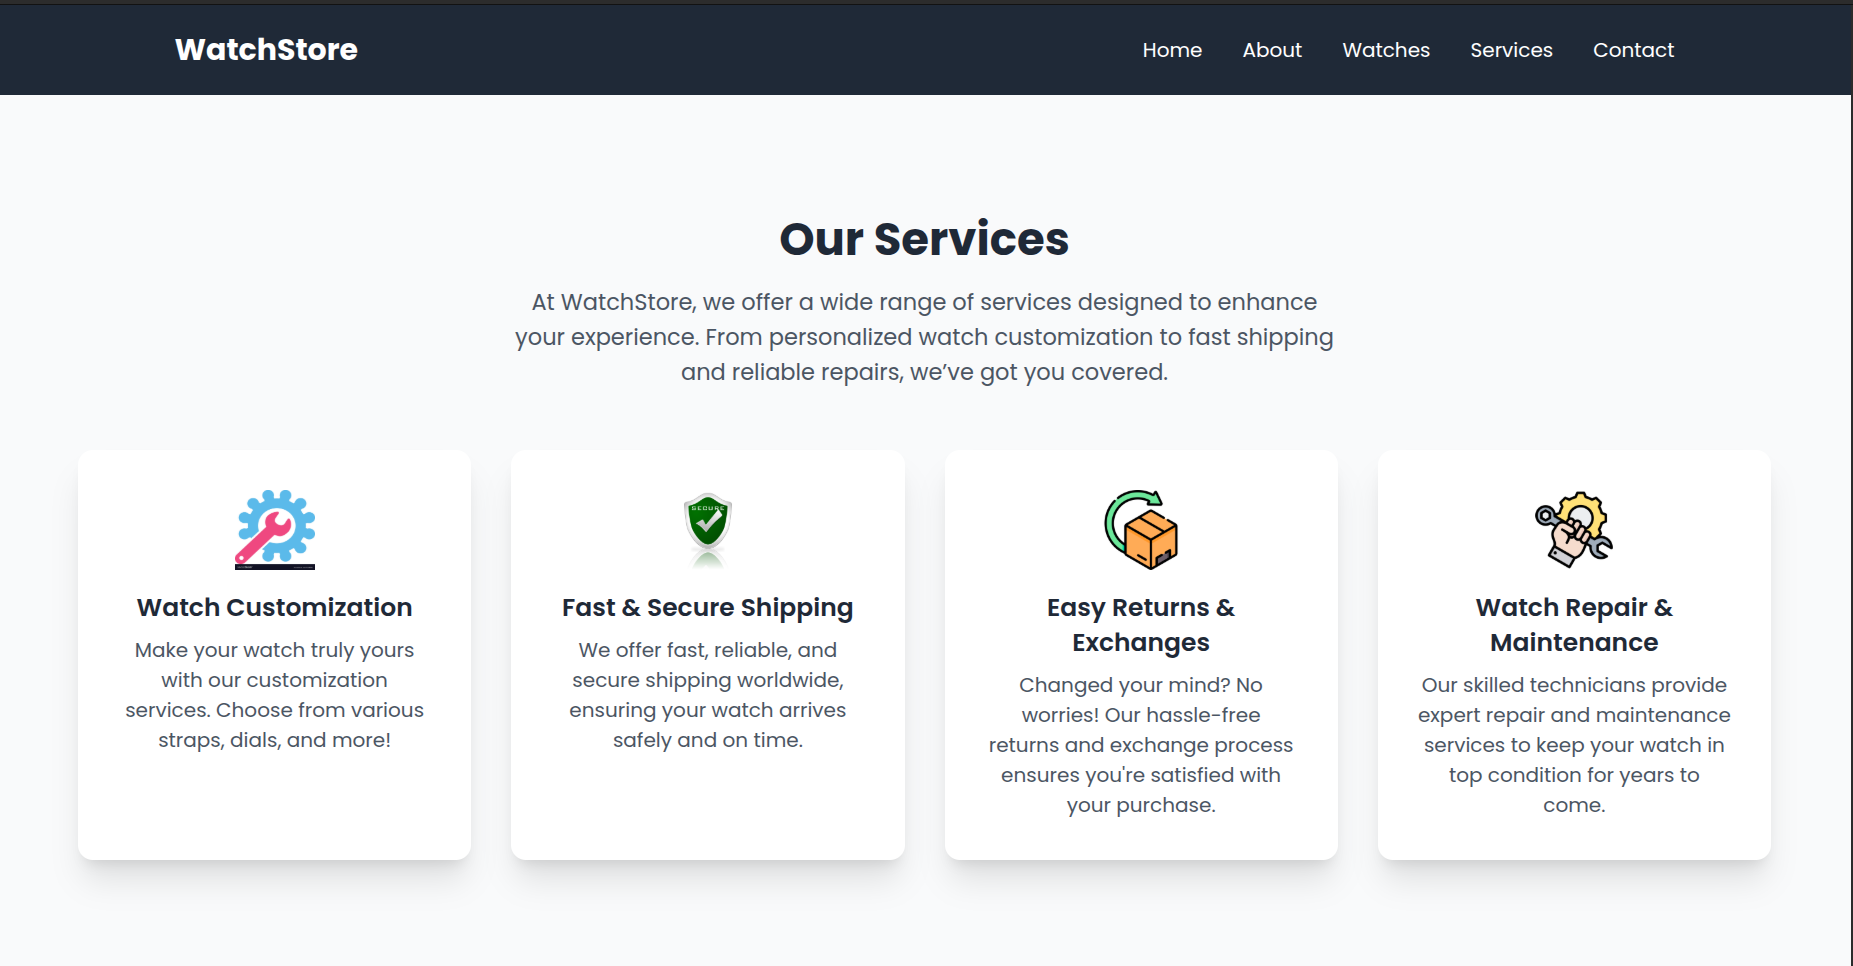 WatchStore
Home About Watches Services Contact
Our Services
At WatchStore, we offer a wide range of services designed to enhance
your experience. From personalized watch customization to fast shipping
and reliable repairs, we’ve got you covered.
Watch Customization
Make your watch truly yours
with our customization
services. Choose from various
straps, dials, and more!
SECURE
Fast & Secure Shipping
We offer fast, reliable, and
secure shipping worldwide,
ensuring your watch arrives
safely and on time.
Easy Returns &
Exchanges
Changed your mind? No
worries! Our hassle-free
returns and exchange process
ensures you're satisfied with
your purchase.
Watch Repair &
Maintenance
Our skilled technicians provide
expert repair and maintenance
services to keep your watch in
top condition for years to
come.